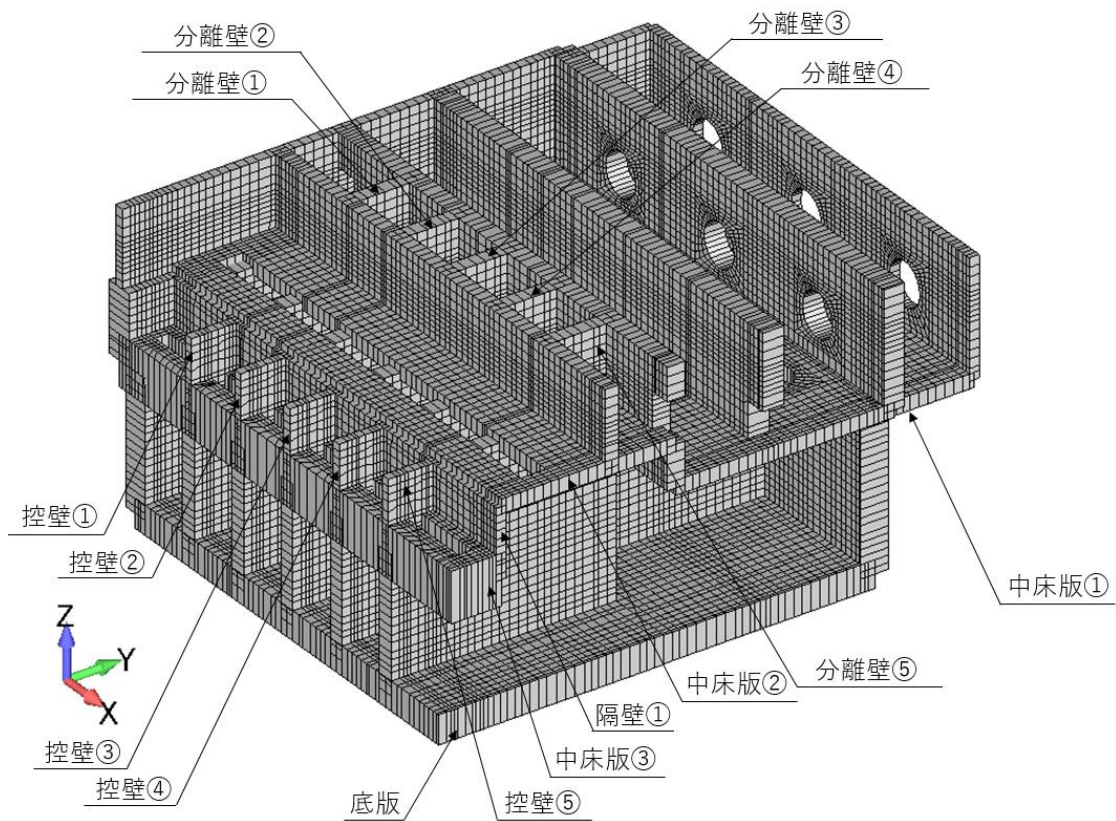 分離壁②
分離壁③
分離壁①
分離壁④
控壁①
控壁②
中床版①
Z
Y
X
分離壁⑤
中床版②
隔壁①
控壁③
中床版③
控壁④
底版
控壁⑤